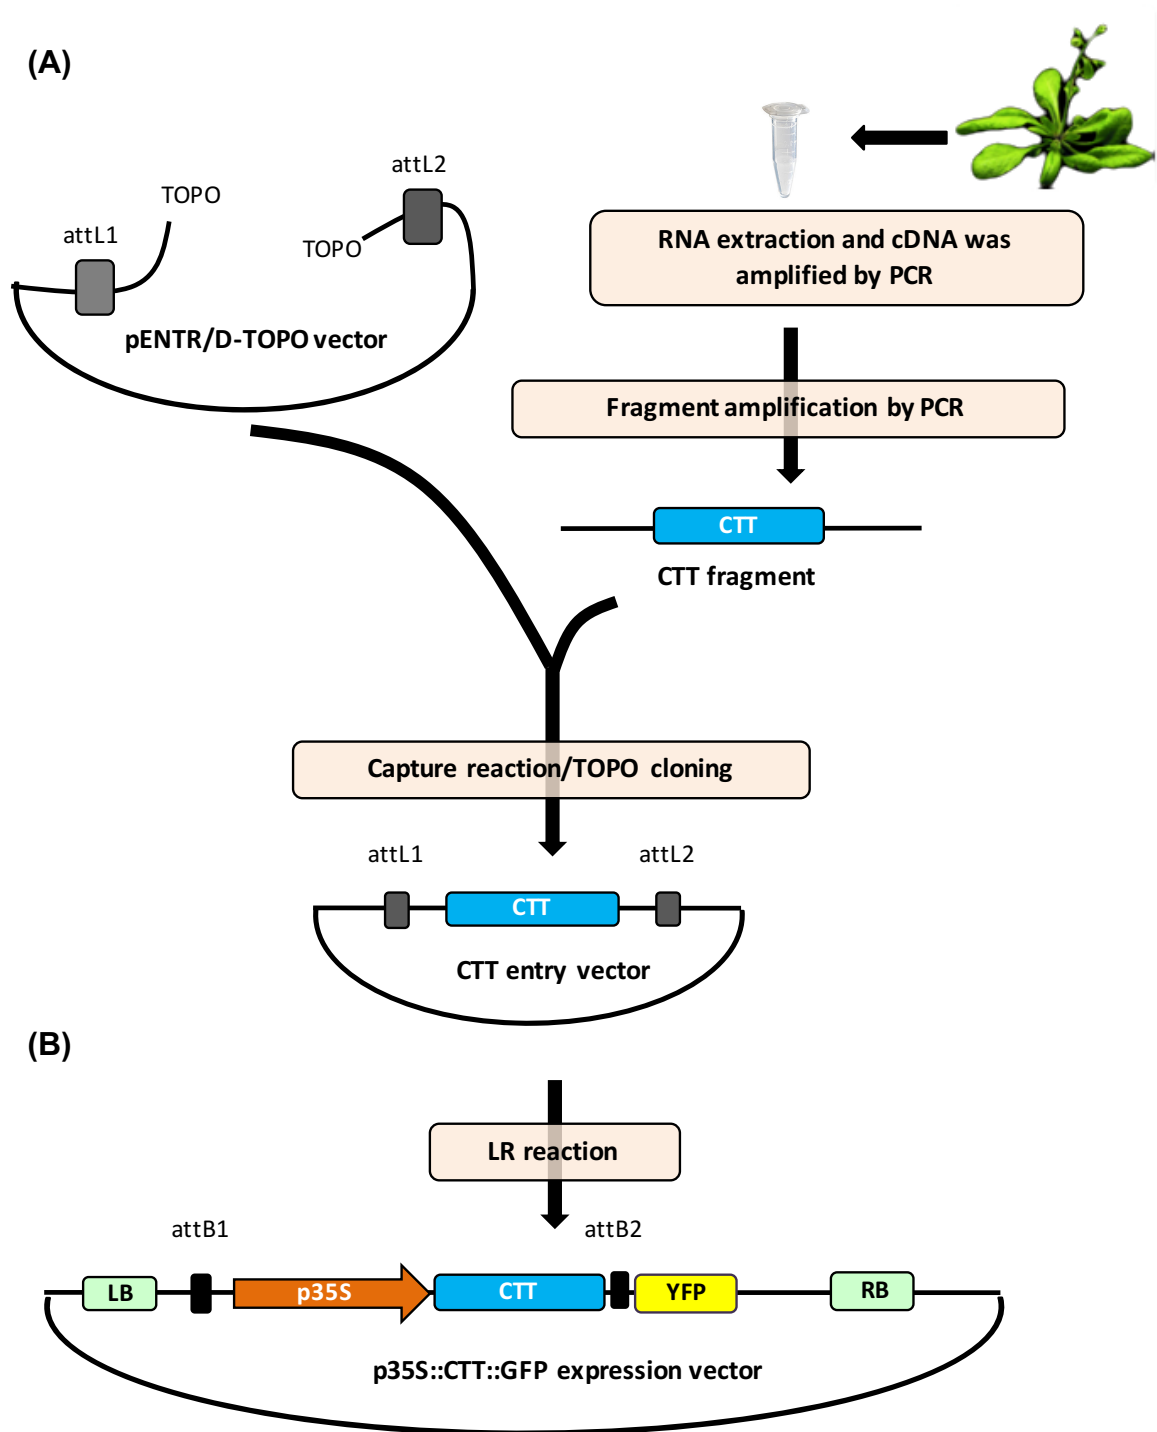 (A)
attL2
TOPO
attL1
TOPO
pENTR/D-TOPO vector
RNA extraction and cDNA was
amplified by PCR
Fragment amplification by PCR
CTT
CTT fragment
Capture reaction/TOPO cloning
attL1
attL2
CTT
CTT entry vector
(B)
LR reaction
attB1
attB2
LB
p35S
CTT
YFP
RB
p35S::CTT::GFP expression vector